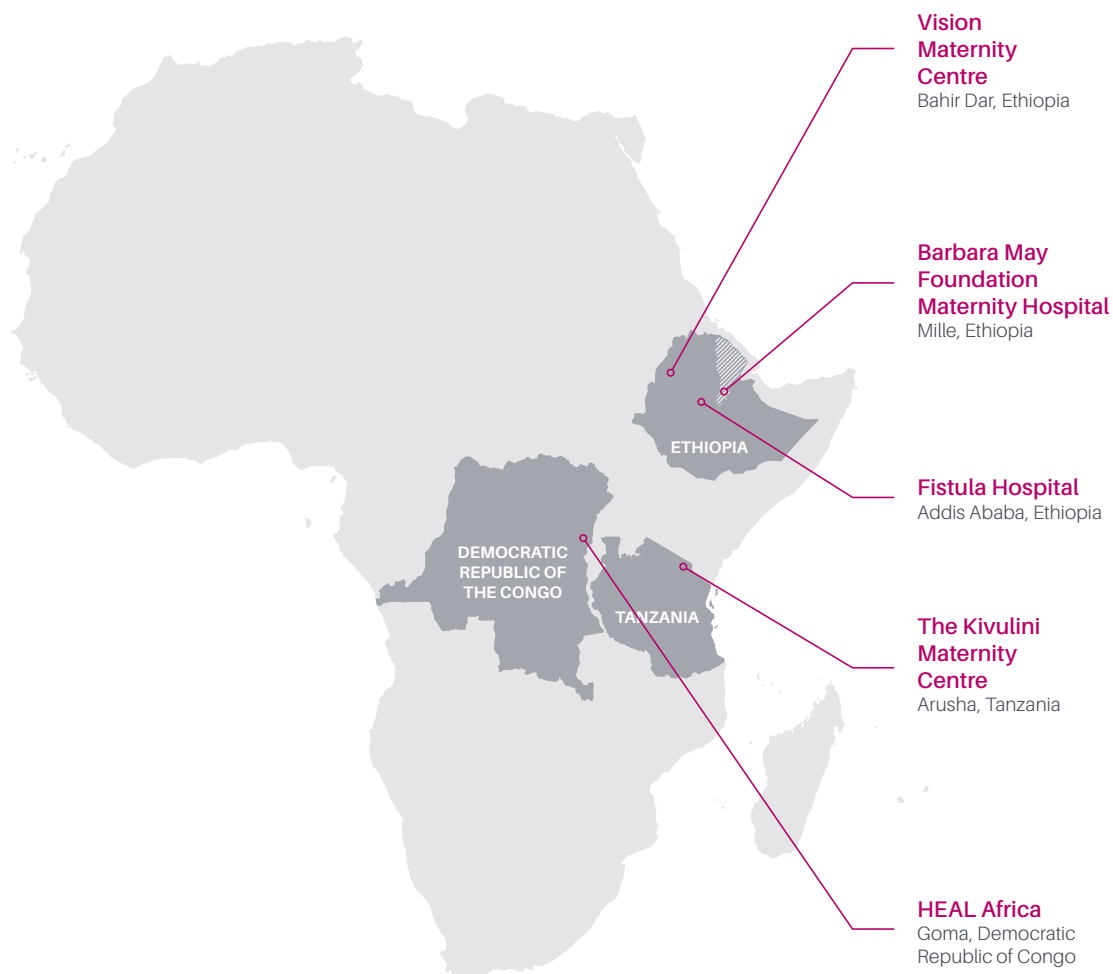 Vision
Maternity
Centre
Bahir Dar, Ethiopia
Barbara May
Foundation
Maternity Hospital
Mille, Ethiopia
ETHIOPIA
Fistula Hospital
Addis Ababa, Ethiopia
DEMOCRATIC
REPUBLIC OF
THE CONGO
TANZANIA
The Kivulini
Maternity
Centre
Arusha, Tanzania
HEAL Africa
Goma, Democratic
Republic of Congo